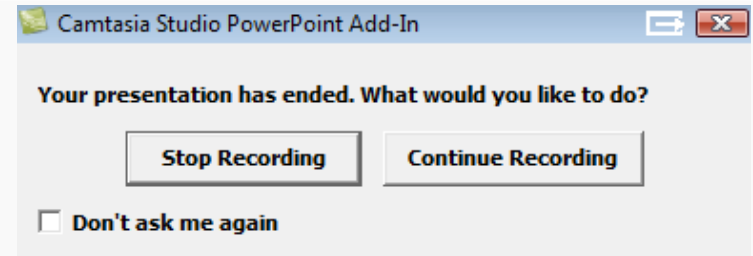 Camtasia Studio PowerPoint Add-In
Your presentation has ended. What would you like to do?
Stop Recording Continue Recording
Don't ask me again